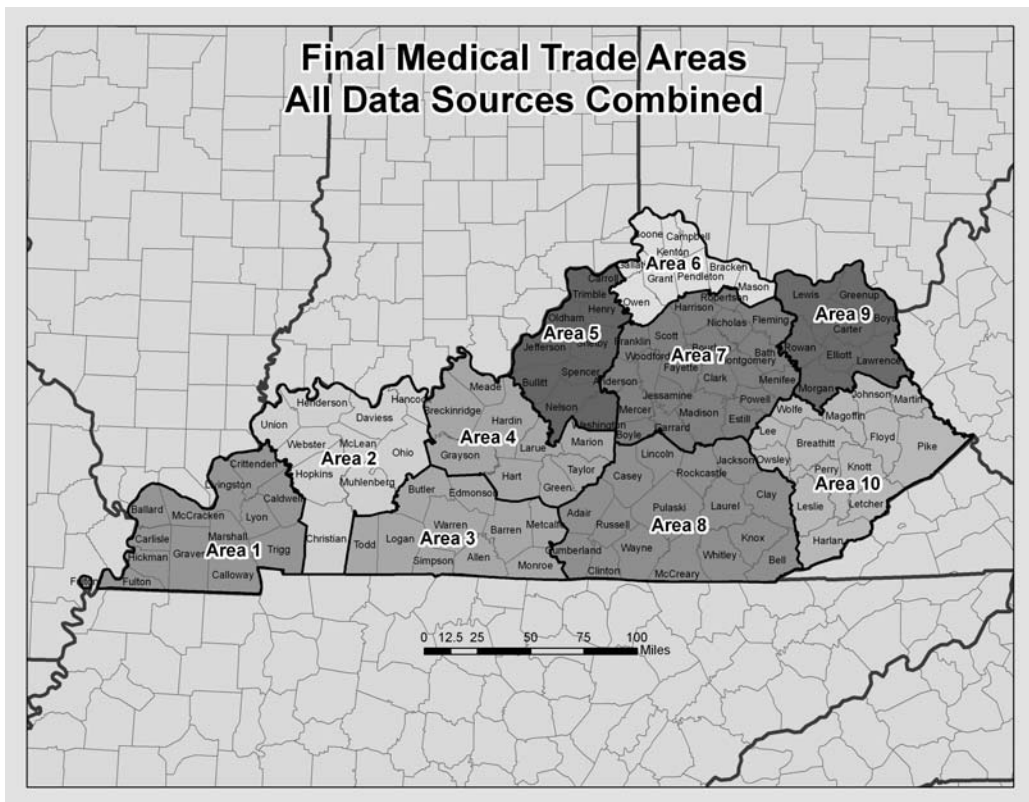 Final Medical Trade Areas
All Data Sources Combined
Boone
Campbell
Kenton
Area 6
Bracken
Grant
Pendleton
Mason
Owen
Robertson
Carroll
Trimble
Henry
Oldham
Area 5
Jefferson
Shelby
Spencer
Bullitt
Nelson
Washington
Harrison
Nicholas
Fleming
Scott
Franklin
Woodford
Area 7
Bath
Montgomery
Fayette
Clark
Menifee
Anderson
Jessamine
Powell
Mercer
Madison
Estill
Boyle
Garrard
Lewis
Greenup
Area 9
Boyd
Carter
Rowan
Elliott
Lawrence
Morgan
Johnson
Martin
Wolfe
Magoffin
Lee
Floyd
Breathitt
Pike
Owsley
Perry
Knott
Area 10
Leslie
Letcher
Harlan
Meade
Breckinridge
Hardin
Area 4
Larue
Marion
Grayson
Taylor
Hart
Green
Henderson
Hancock
Daviess
Union
Webster
McLean
Ohio
Area 2
Hopkins
Muhlenberg
Christian
Crittenden
Livingston
Caldwell
Ballard
McCracken
Lyon
Carlisle
Marshall
Area 1
Trigg
Hickman
Graves
Calloway
Fulton
Fulton
Butler
Edmonson
Warren
Barren
Metcalfe
Todd
Logan
Area 3
Simpson
Allen
Monroe
Lincoln
Jackson
Casey
Rockcastle
Clay
Adair
Pulaski
Laurel
Russell
Area 8
Knox
Cumberland
Wayne
Whitley
Bell
Clinton
McCreary
0 12.5 25 50 75 100
Miles